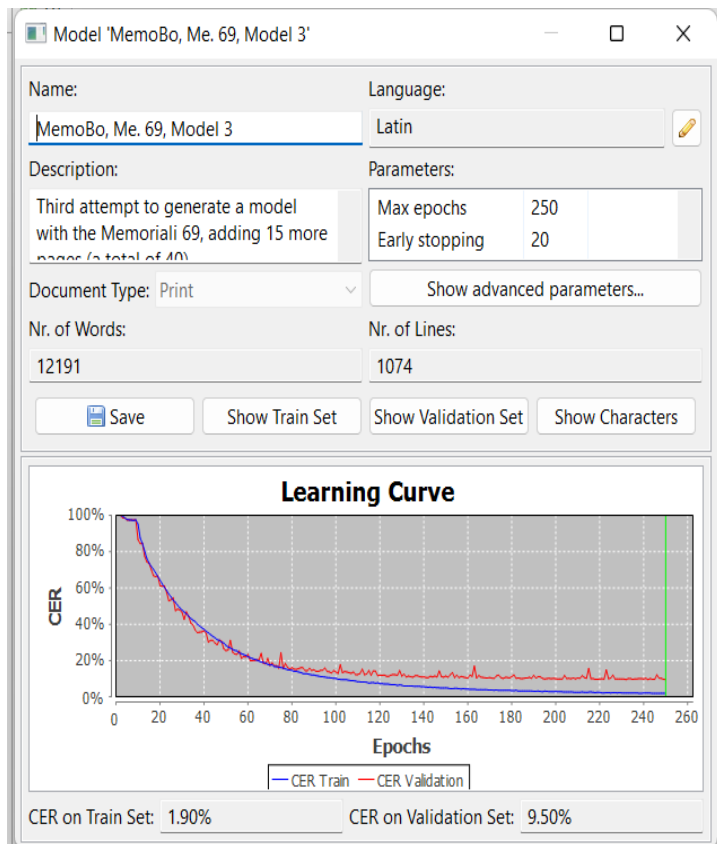 Model 'MemoBo, Me. 69, Model 3'
Name:
Language:
MemoBo, Me. 69, Model 3
Latin
Description:
Parameters:
Third attempt to generate a model
with the Memoriali 69, adding 15 more
pages (a total of 40)
Max epochs 250
Early stopping 20
Document Type: Print
Show advanced parameters...
Nr. of Words:
Nr. of Lines:
12191
1074
Save
Show Train Set
Show Validation Set
Show Characters
Learning Curve
100%
80%
60%
40%
20%
0%
CER
0 20 40 60 80 100 120 140 160 180 200 220 240 260
Epochs
CER Train CER Validation
CER on Train Set: 1.90%
CER on Validation Set: 9.50%